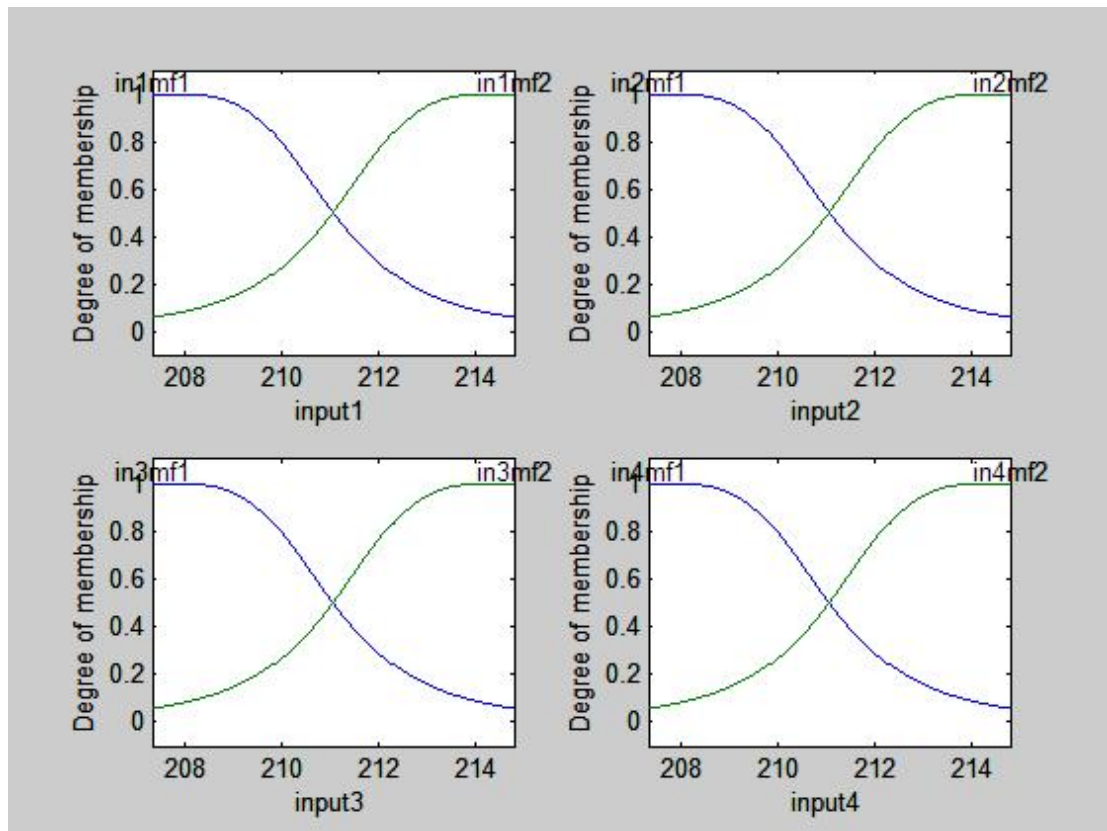 in1mf1 in1mf2
Degree of membership
1
0.8
0.6
0.4
0.2
0
208 210 212 214
input1
in2mf1 in2mf2
Degree of membership
1
0.8
0.6
0.4
0.2
0
208 210 212 214
input2
in3mf1 in3mf2
Degree of membership
1
0.8
0.6
0.4
0.2
0
208 210 212 214
input3
in4mf1 in4mf2
Degree of membership
1
0.8
0.6
0.4
0.2
0
208 210 212 214
input4